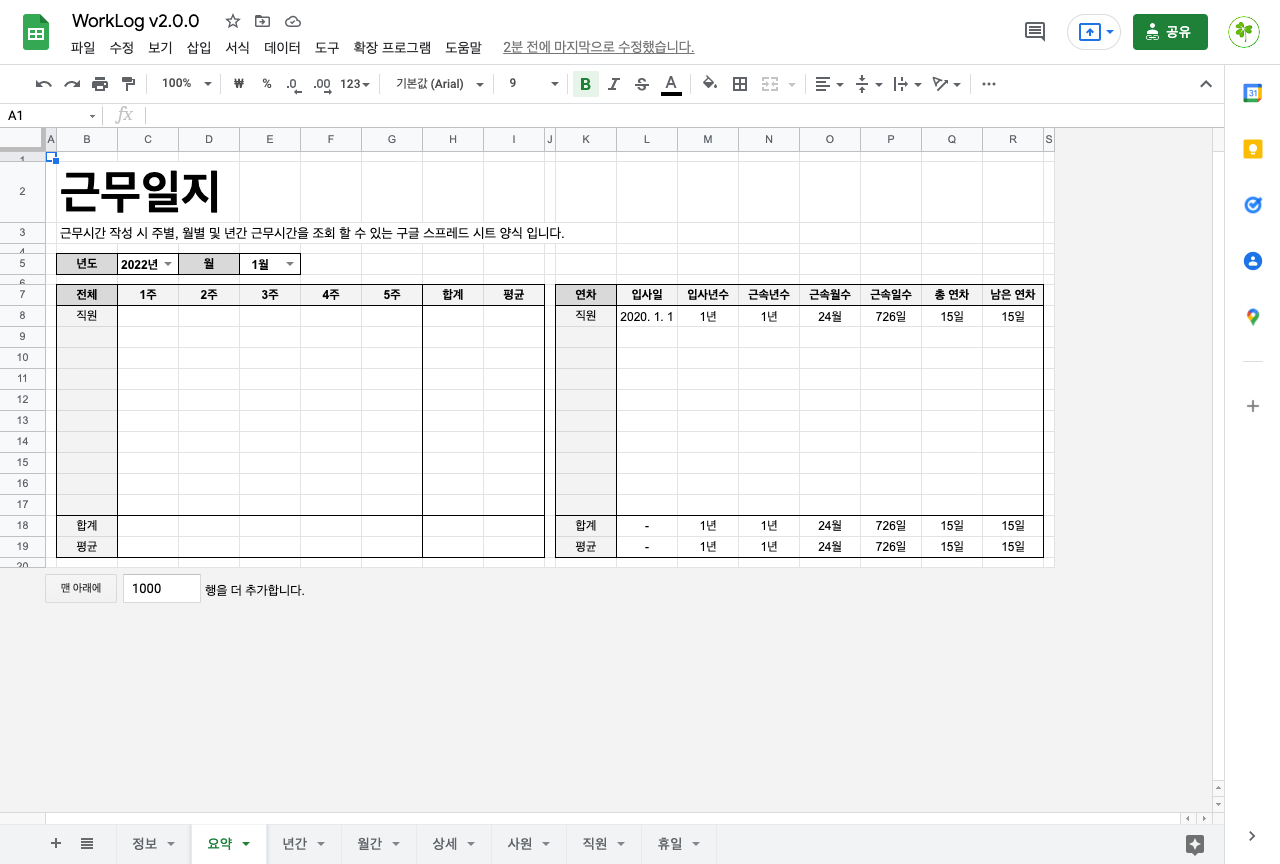 WorkLog v2.0.0
파일 수정 보기 삽입 서식 데이터 도구 확장 프로그램 도움말 2분 전에 마지막으로 수정했습니다.
공유
100% ₩ % .0 .00 123 기본값 (Arial) 9 B I S A
A1 fx
A B C D E F G H I J K L M N O P Q R S
1
2 근무일지
3 근무시간 작성 시 주별, 월별 및 년간 근무시간을 조회 할 수 있는 구글 스프레드 시트 양식 입니다.
4
5 년도 2022년 월 1월
6
7 전체 1주 2주 3주 4주 5주 합계 평균 연차 입사일 입사년수 근속년수 근속월수 근속일수 총 연차 남은 연차
8 직원 직원 2020. 1. 1 1년 1년 24월 726일 15일 15일
9
10
11
12
13
14
15
16
17
18 합계 합계 - 1년 1년 24월 726일 15일 15일
19 평균 평균 - 1년 1년 24월 726일 15일 15일
20
맨 아래에 1000 행을 더 추가합니다.
정보 요약 년간 월간 상세 사원 직원 휴일
31